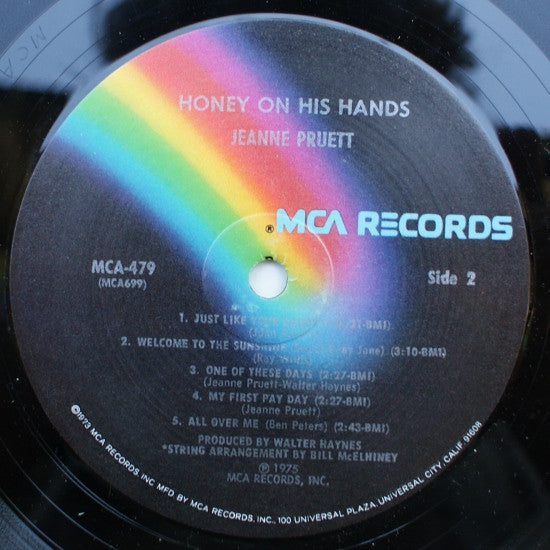 MCA
HONEY ON HIS HANDS
JEANNE PRUETT
® MCA RECORDS
MCA-479
(MCA699)
Side 2
1. JUST LIKE
2. WELCOME TO THE SUNSHINE Jane) (3:10-BMI)
3. ONE OF THESE DAYS (2:27-BMI)
(Jeanne Pruett-Walter Haynes)
4. MY FIRST PAY DAY (2:27-BMI)
(Jeanne Pruett)
5. ALL OVER ME (Ben Peters) (2:43-BMI)
PRODUCED BY WALTER HAYNES
*STRING ARRANGEMENT BY BILL McELHINEY
℗ 1975
MCA RECORDS, INC.
©1973 MCA RECORDS, INC. MFD BY MCA RECORDS, INC., 100 UNIVERSAL PLAZA, UNIVERSAL CITY, CALIF. 91608